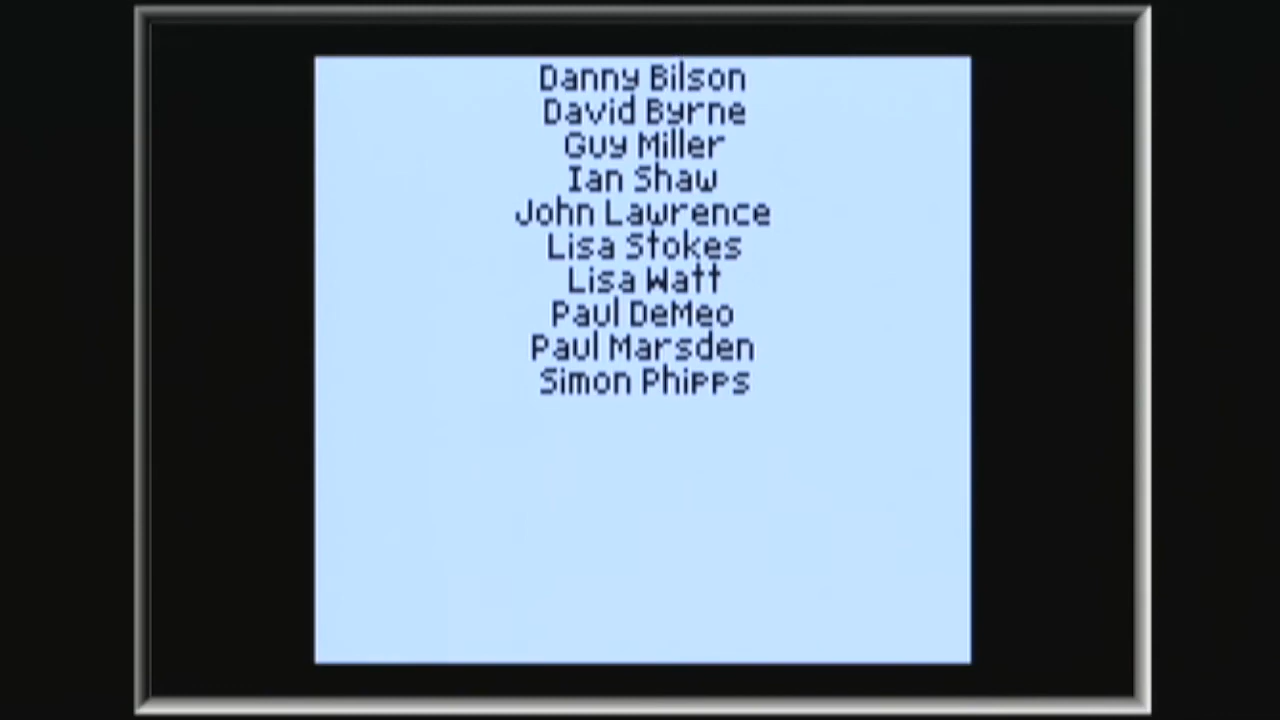 Danny Bilson
David Byrne
Guy Miller
Ian Shaw
John Lawrence
Lisa Stokes
Lisa Watt
Paul DeMeo
Paul Marsden
Simon Phipps